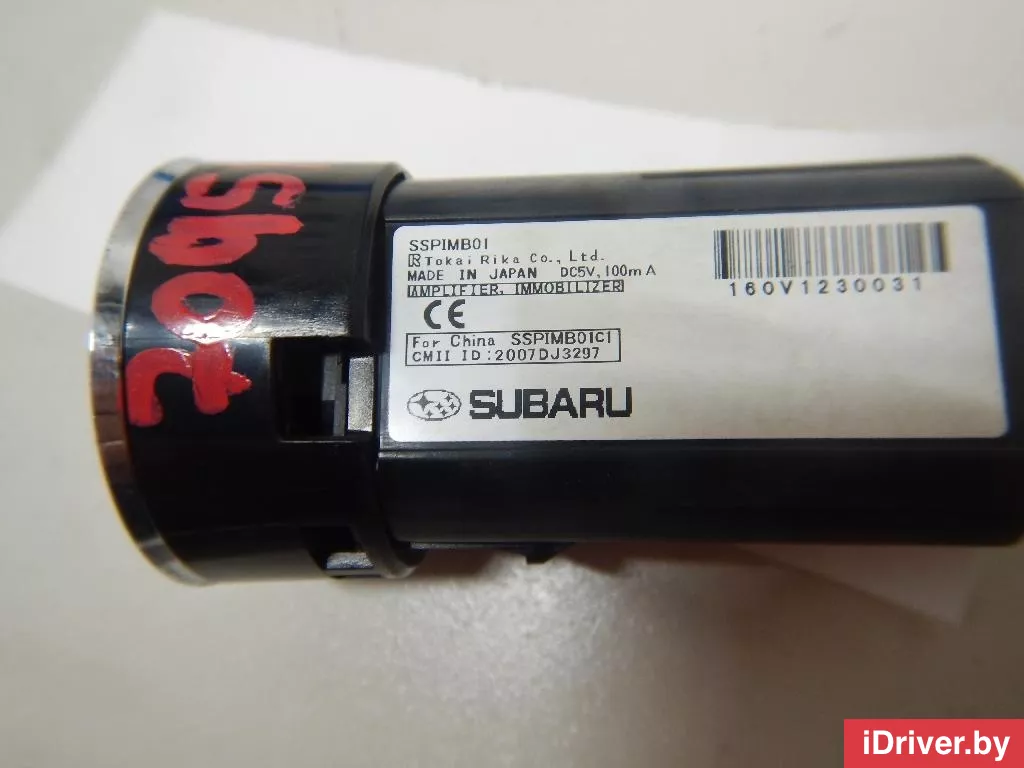 SSPIMB01
Tokai Rika Co., Ltd.
MADE IN JAPAN DC5V, 100mA
AMPLIFIER, IMMOBILIZER
CE
For China SSPIMB01C1
CMII ID:2007DJ3297
SUBARU
160V1230031
iDriver.by